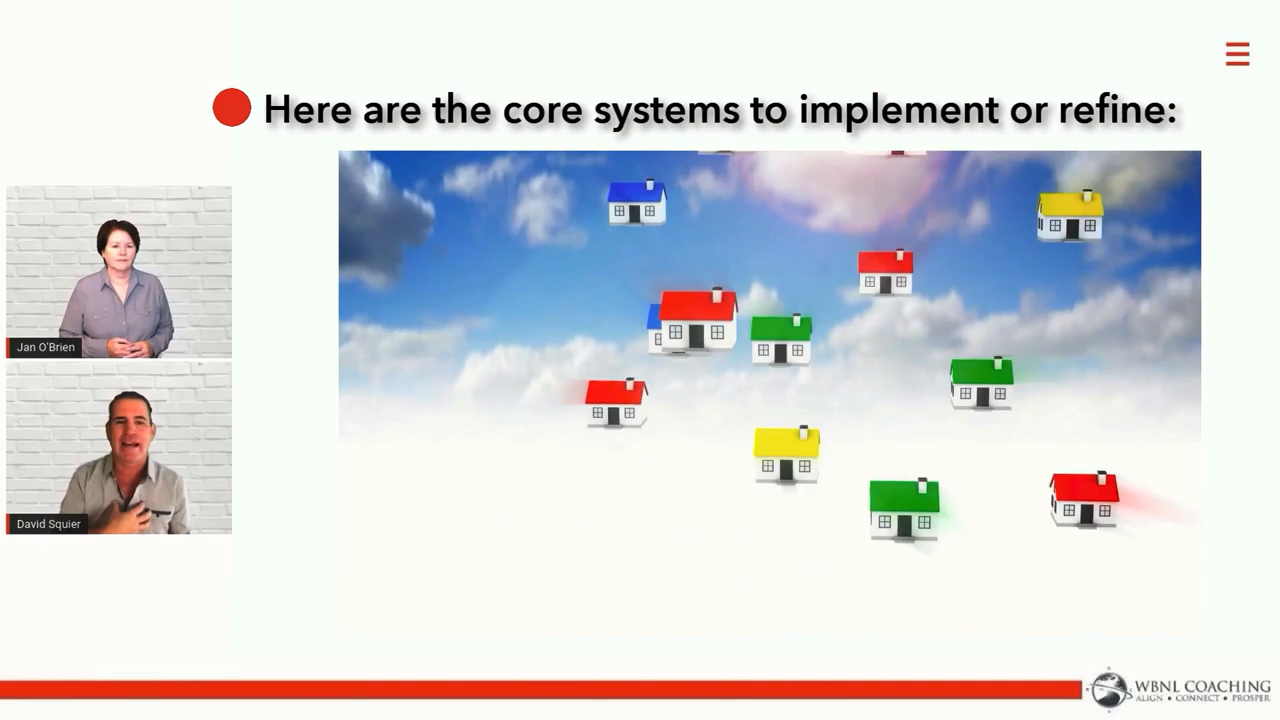 Here are the core systems to implement or refine:
Jan O'Brien
David Squier
WBNL COACHING
ALIGN • CONNECT • PROSPER